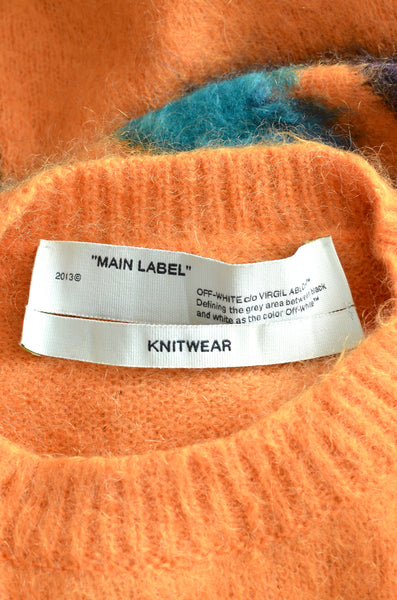 "MAIN LABEL"
2013©
OFF-WHITE c/o VIRGIL ABLOH™
Defining the grey area between black
and white as the color Off-White™
KNITWEAR